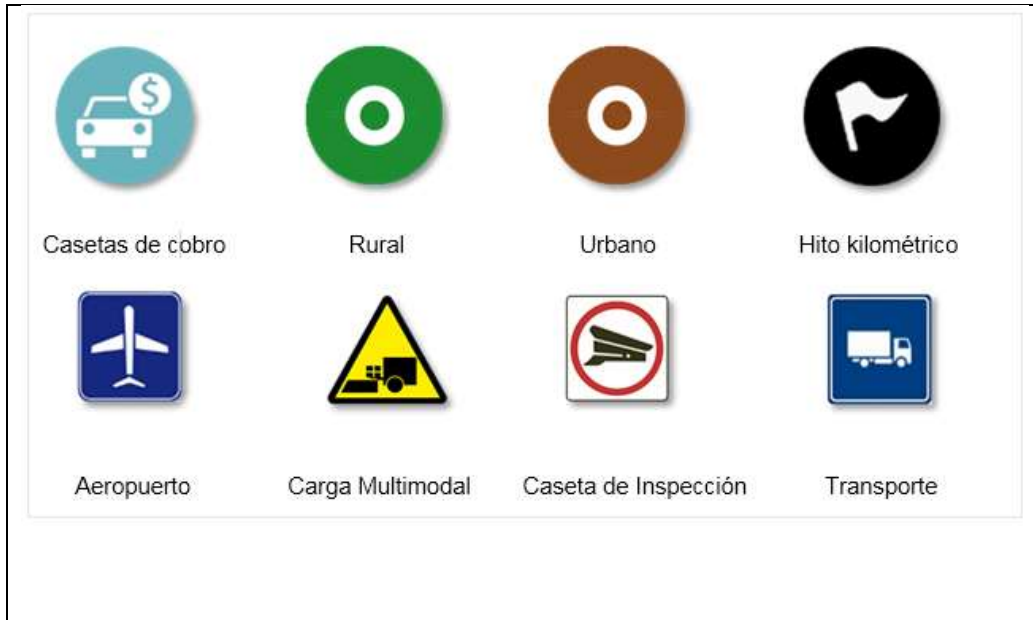 $
Casetas de cobro Rural Urbano Hito kilométrico
Aeropuerto Carga Multimodal Caseta de Inspección Transporte